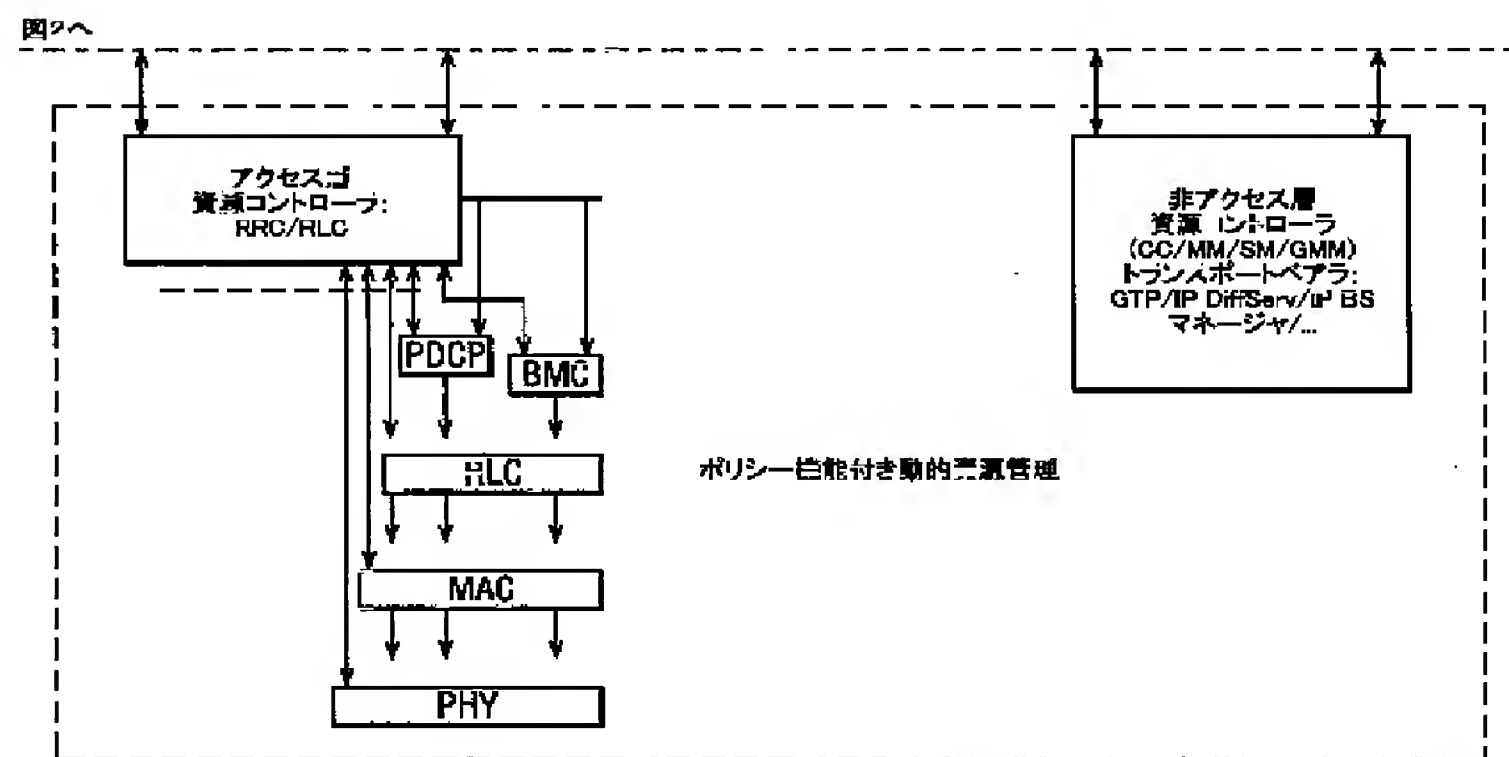 図2へ
アクセス層
資源コントローラ:
RRC/RLC
非アクセス層
資源コントローラ
(CC/MM/SM/GMM)
トランスポートベアラ:
GTP/IP DiffServ/IP BS
マネージャ/...
PDCP
BMC
RLC
ポリシー機能付き動的資源管理
MAC
PHY